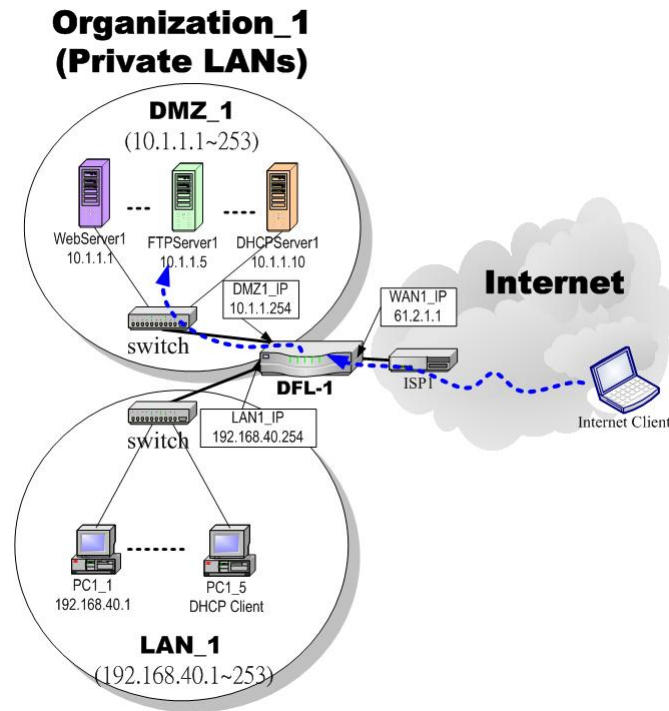 Organization_1
(Private LANs)
DMZ_1
(10.1.1.1~253)
WebServer1
10.1.1.1
FTPServer1
10.1.1.5
DHCPServer1
10.1.1.10
DMZ1_IP
10.1.1.254
WAN1_IP
61.2.1.1
Internet
switch
DFL-1
ISP1
Internet Client
switch
LAN1_IP
192.168.40.254
PC1_1
192.168.40.1
PC1_5
DHCP Client
LAN_1
(192.168.40.1~253)